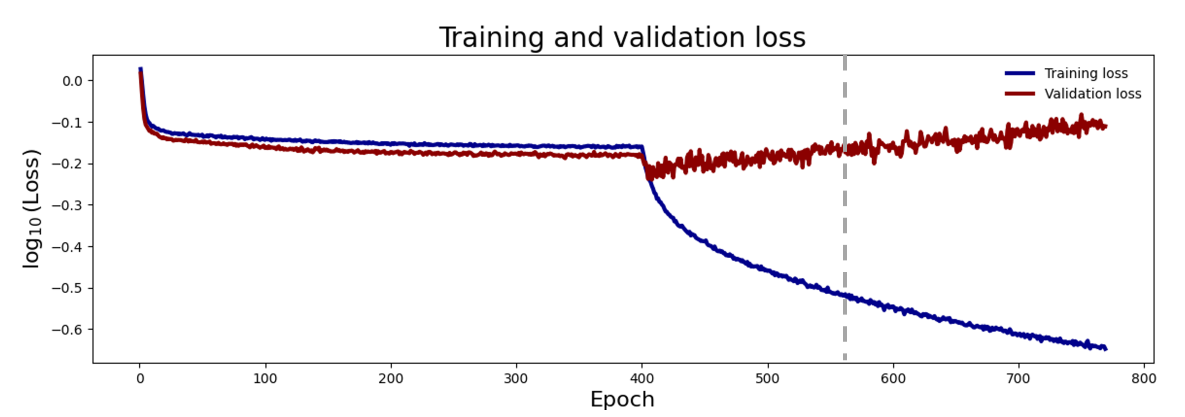 Training and validation loss
log₁₀(Loss)
0.0
−0.1
−0.2
−0.3
−0.4
−0.5
−0.6
Training loss
Validation loss
0 100 200 300 400 500 600 700 800
Epoch